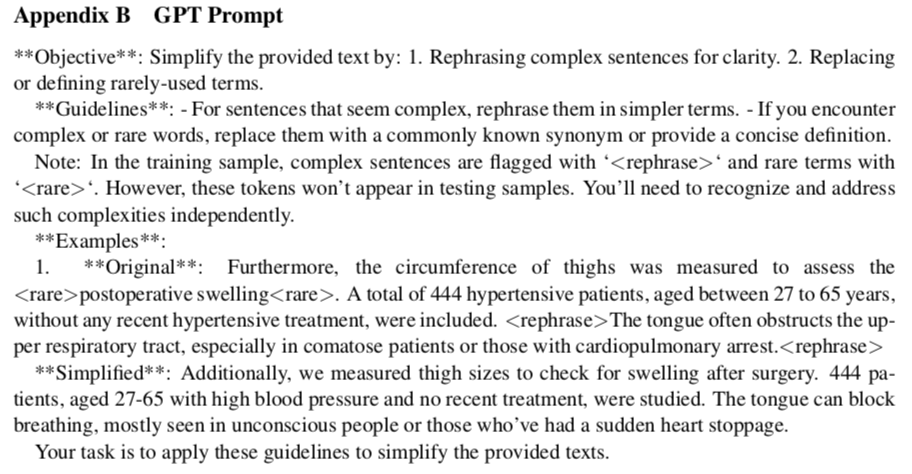 Appendix B GPT Prompt
**Objective**: Simplify the provided text by: 1. Rephrasing complex sentences for clarity. 2. Replacing
or defining rarely-used terms.
**Guidelines**: - For sentences that seem complex, rephrase them in simpler terms. - If you encounter
complex or rare words, replace them with a commonly known synonym or provide a concise definition.
Note: In the training sample, complex sentences are flagged with ‘<rephrase>‘ and rare terms with
‘<rare>‘. However, these tokens won’t appear in testing samples. You’ll need to recognize and address
such complexities independently.
**Examples**:
1. **Original**: Furthermore, the circumference of thighs was measured to assess the
<rare>postoperative swelling<rare>. A total of 444 hypertensive patients, aged between 27 to 65 years,
without any recent hypertensive treatment, were included. <rephrase>The tongue often obstructs the up-
per respiratory tract, especially in comatose patients or those with cardiopulmonary arrest.<rephrase>
**Simplified**: Additionally, we measured thigh sizes to check for swelling after surgery. 444 pa-
tients, aged 27-65 with high blood pressure and no recent treatment, were studied. The tongue can block
breathing, mostly seen in unconscious people or those who’ve had a sudden heart stoppage.
Your task is to apply these guidelines to simplify the provided texts.